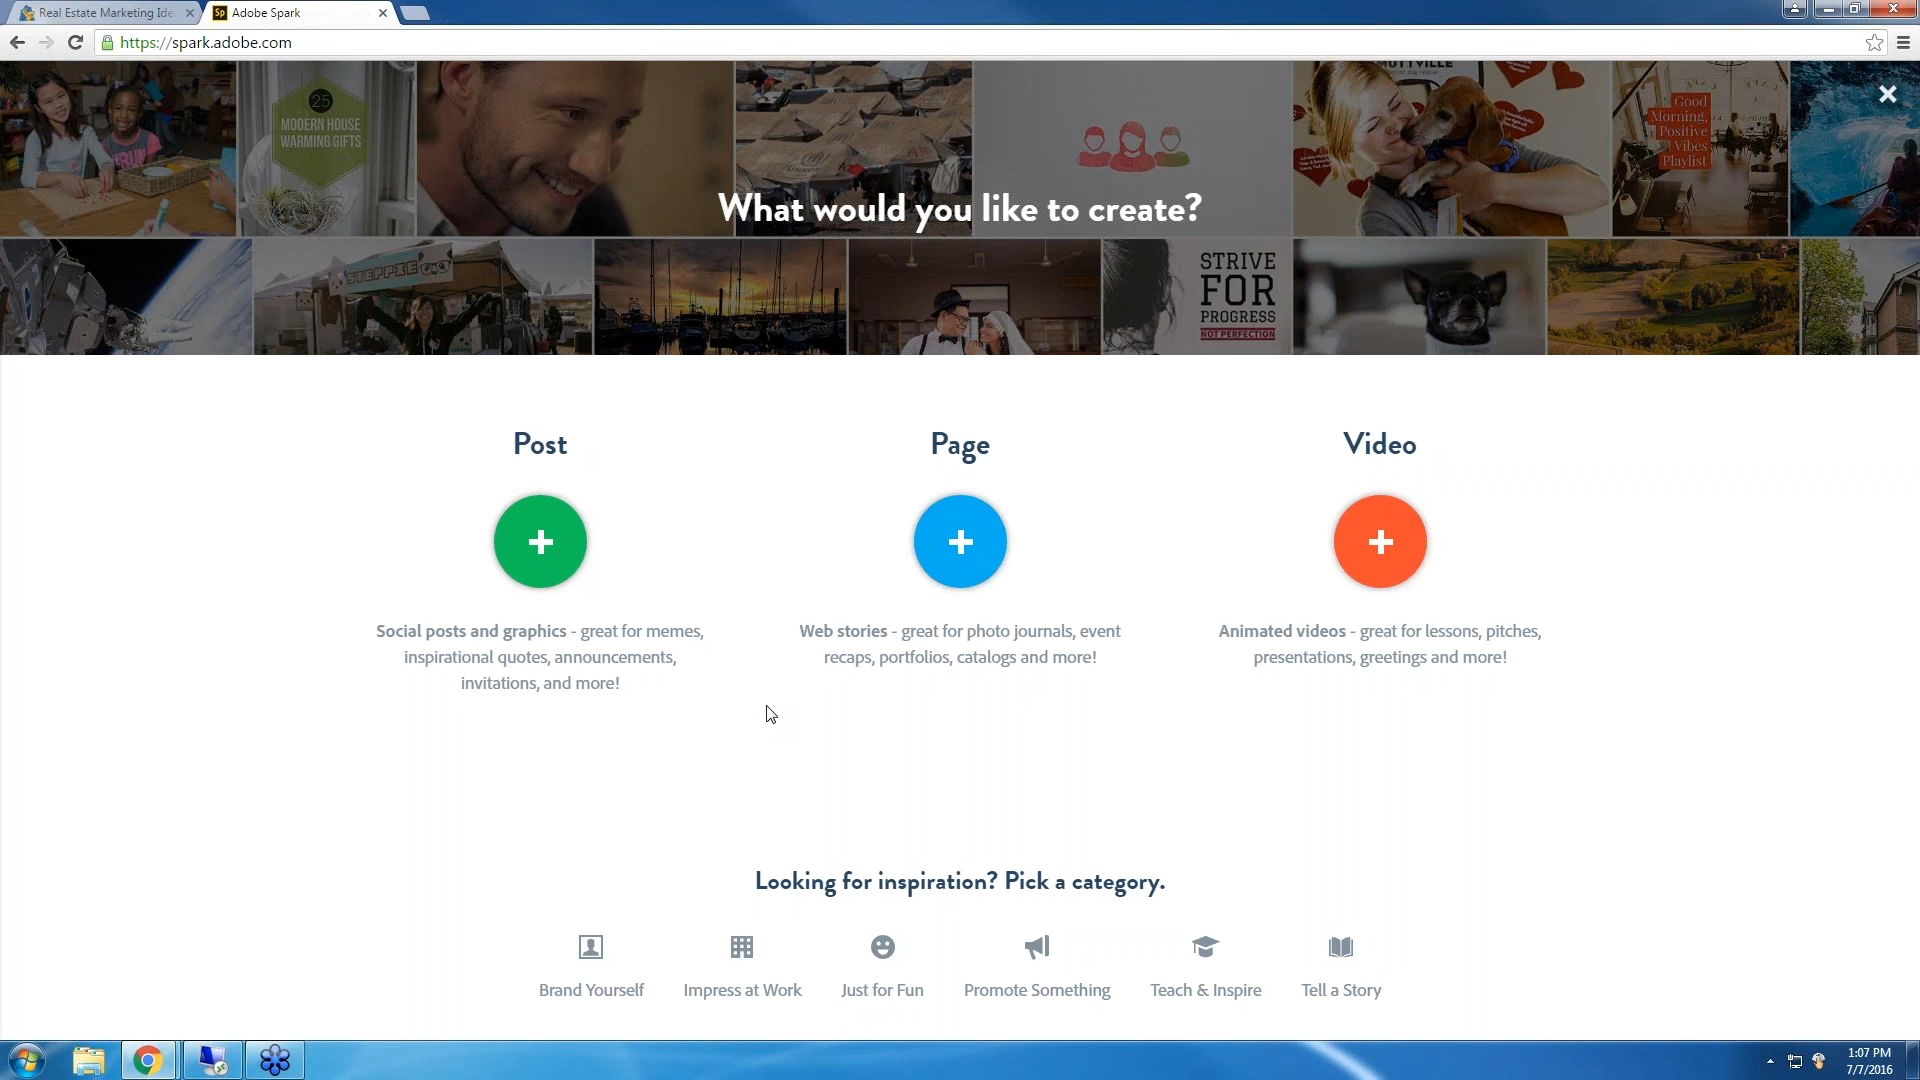 Real Estate Marketing Ide
Adobe Spark
https://spark.adobe.com
25
MODERN HOUSE
WARMING GIFTS
MUTTVILLE
Good
Morning,
Positive
Vibes
Playlist
What would you like to create?
STEPPIE
STRIVE
FOR
PROGRESS
NOT PERFECTION
Post
Page
Video
Social posts and graphics - great for memes,
inspirational quotes, announcements,
invitations, and more!
Web stories - great for photo journals, event
recaps, portfolios, catalogs and more!
Animated videos - great for lessons, pitches,
presentations, greetings and more!
Looking for inspiration? Pick a category.
Brand Yourself
Impress at Work
Just for Fun
Promote Something
Teach & Inspire
Tell a Story
1:07 PM
7/7/2016